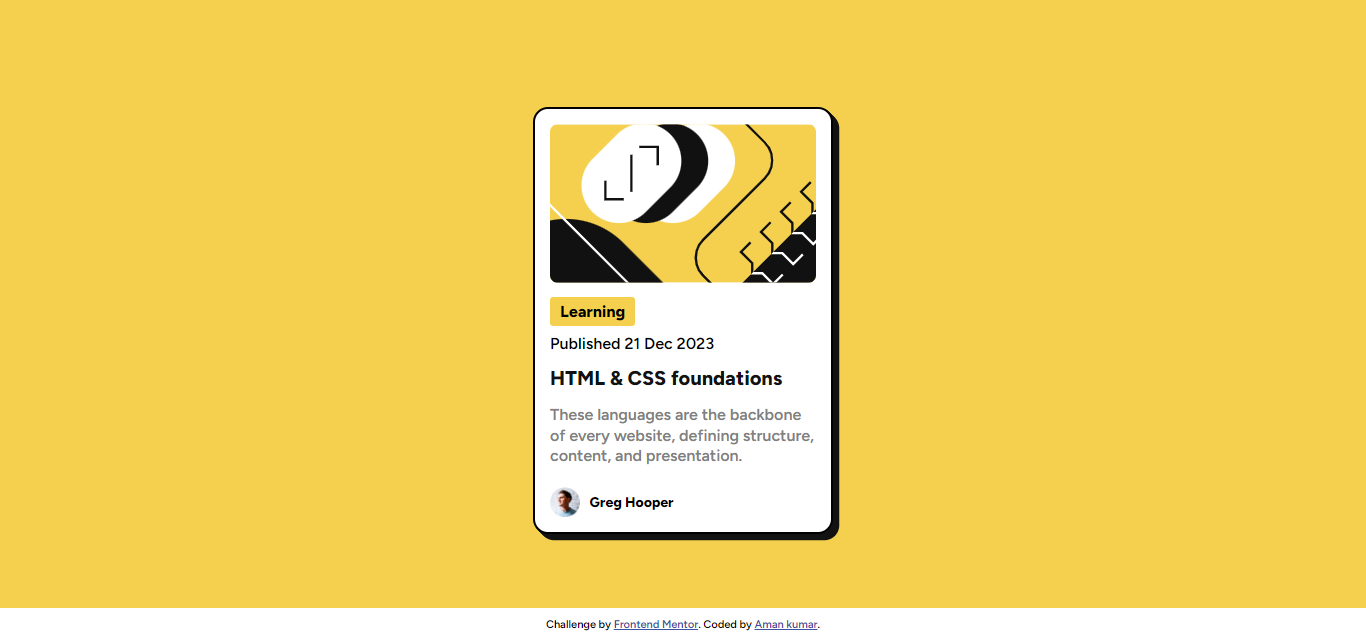 Learning
Published 21 Dec 2023
HTML & CSS foundations
These languages are the backbone
of every website, defining structure,
content, and presentation.
Greg Hooper
Challenge by Frontend Mentor. Coded by Aman kumar.